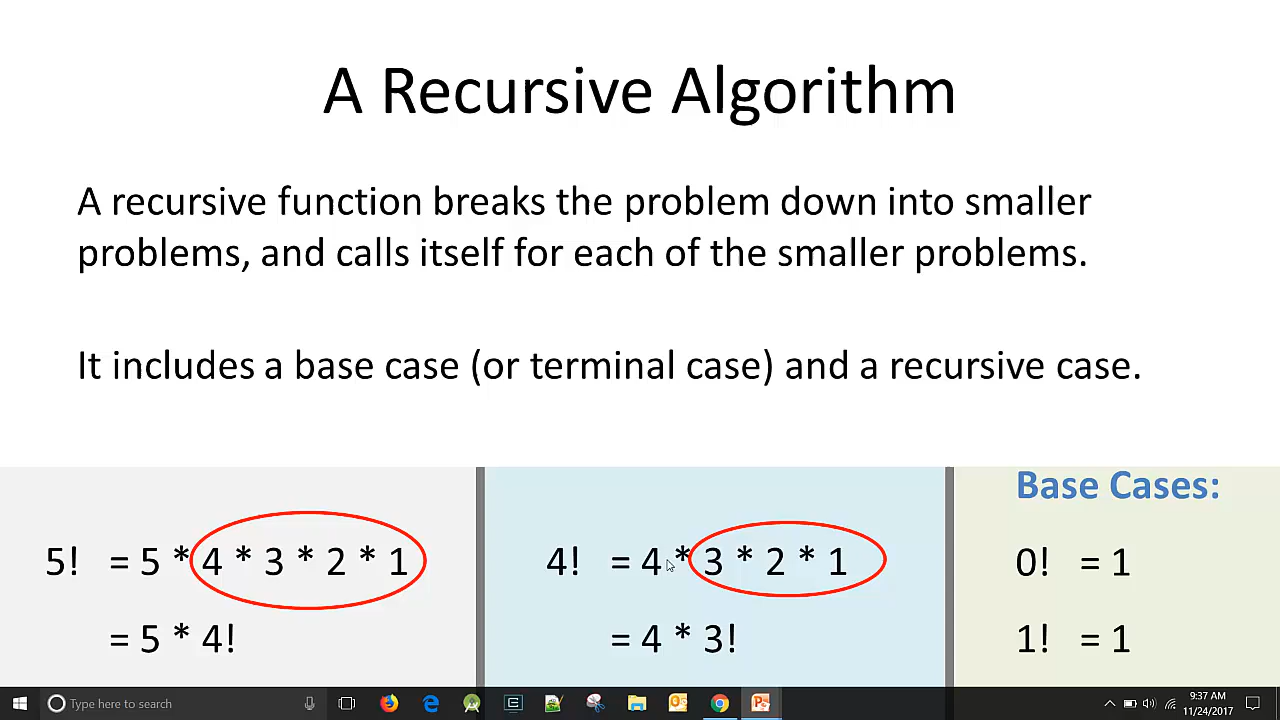 A Recursive Algorithm
A recursive function breaks the problem down into smaller
problems, and calls itself for each of the smaller problems.
It includes a base case (or terminal case) and a recursive case.
5! = 5 * 4 * 3 * 2 * 1
= 5 * 4!
4! = 4 * 3 * 2 * 1
= 4 * 3!
Base Cases:
0! = 1
1! = 1
Type here to search
9:37 AM
11/24/2017